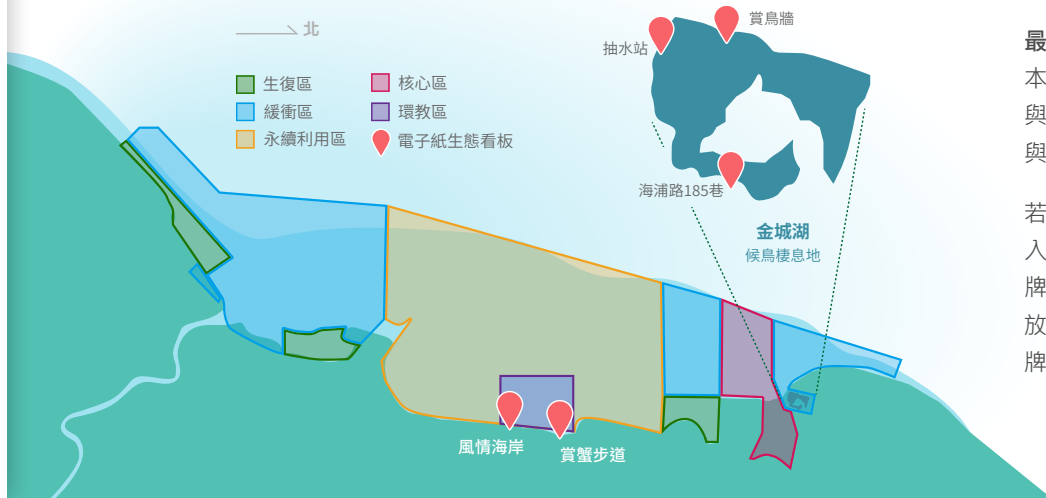 北
生復區
緩衝區
永續利用區
核心區
環教區
電子紙生態看板
賞鳥牆
抽水站
海浦路185巷
金城湖
候鳥棲息地
風情海岸
賞蟹步道
最
本
與
與
若
入
牌
放
牌